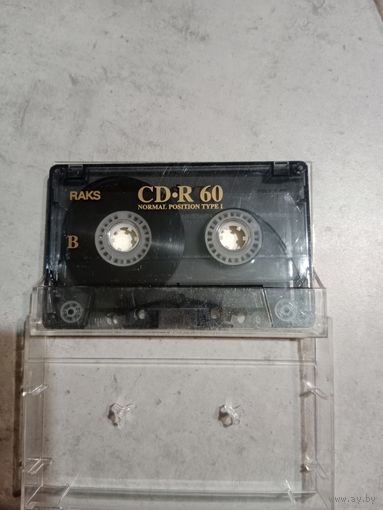 RAKS
CD•R 60
NORMAL POSITION TYPE I
B
www.ay.by